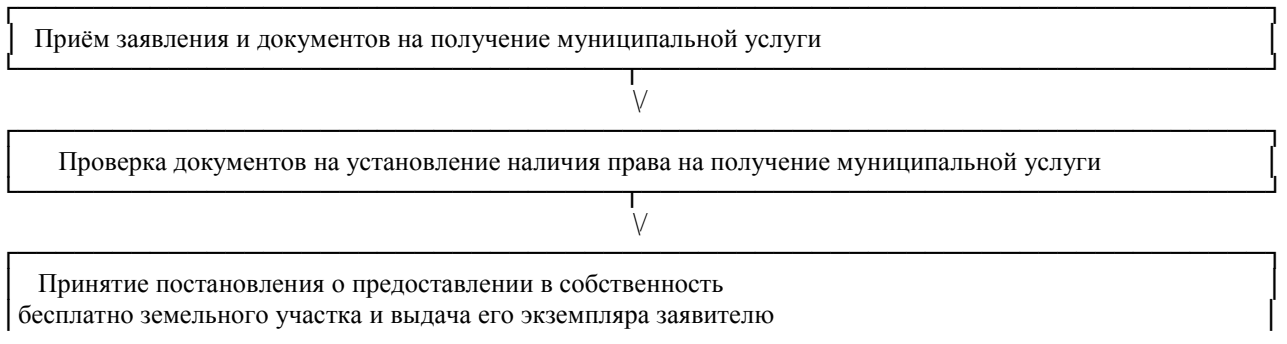 Приём заявления и документов на получение муниципальной услуги
Проверка документов на установление наличия права на получение муниципальной услуги
Принятие постановления о предоставлении в собственность
бесплатно земельного участка и выдача его экземпляра заявителю